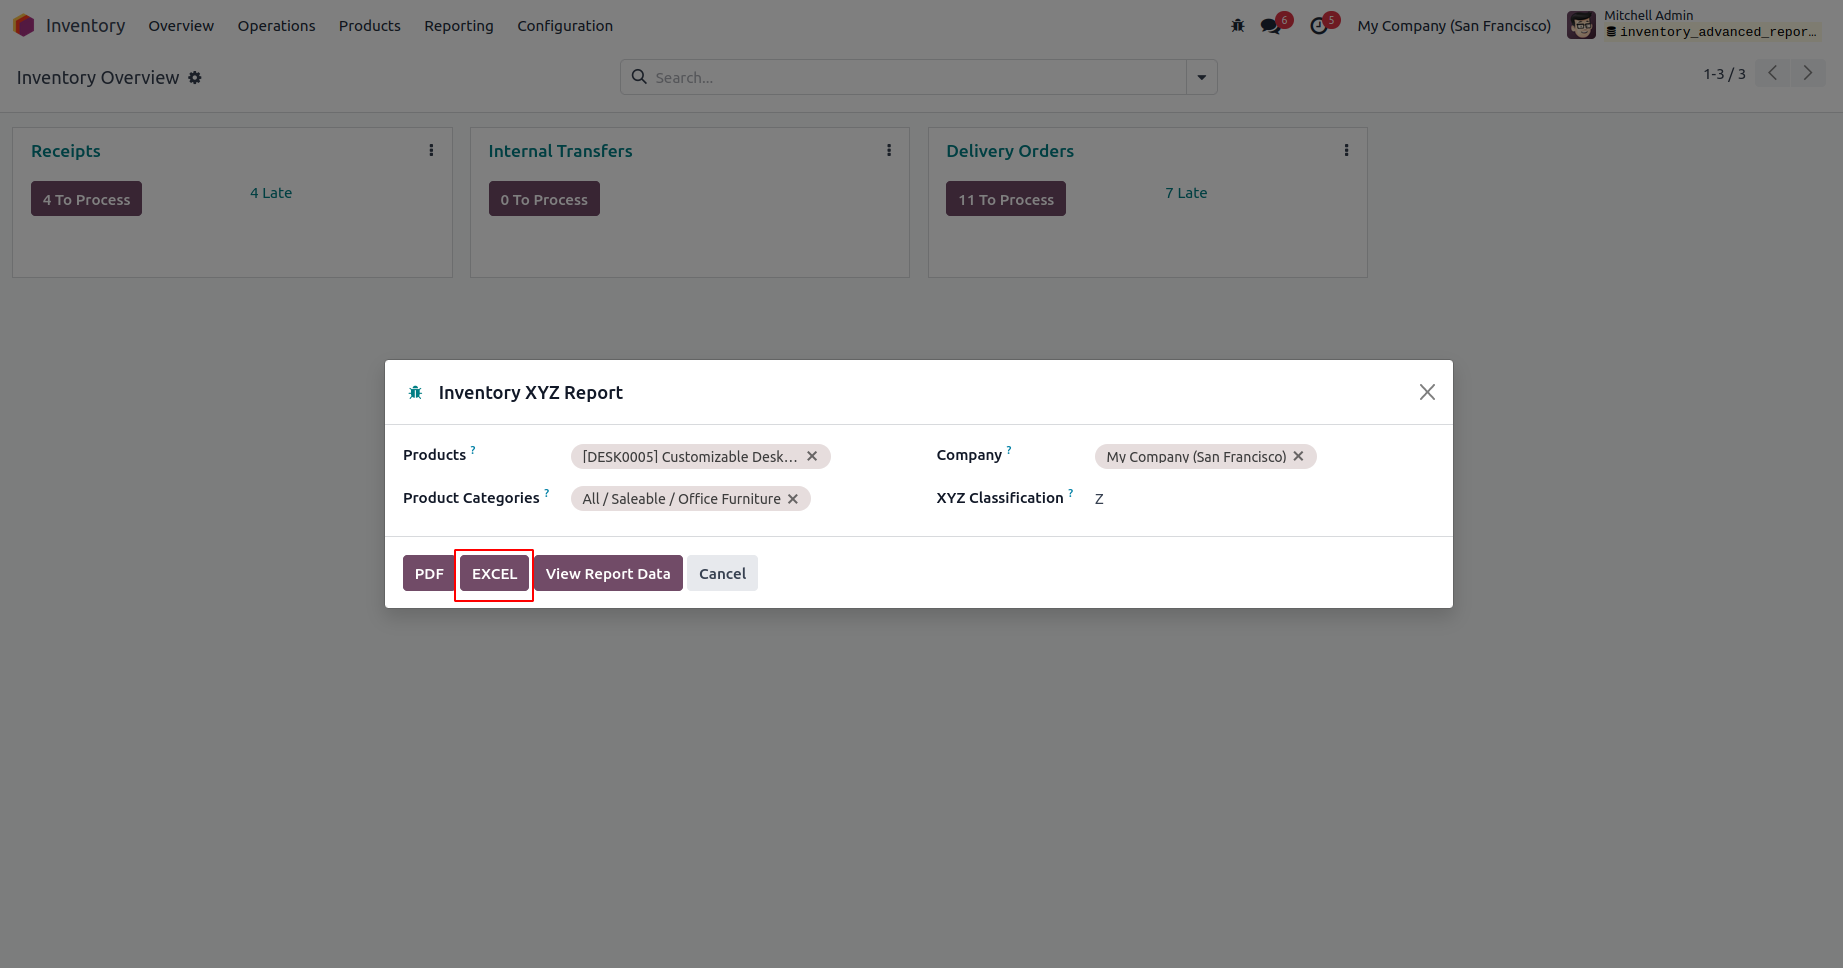 Inventory Overview Operations Products Reporting Configuration 6 5 My Company (San Francisco) Mitchell Admin
inventory_advanced_repor…
Inventory Overview Search... 1-3 / 3
Receipts Internal Transfers Delivery Orders
4 To Process 4 Late 0 To Process 11 To Process 7 Late
Inventory XYZ Report
Products ? [DESK0005] Customizable Desk… Company ? My Company (San Francisco)
Product Categories ? All / Saleable / Office Furniture XYZ Classification ? Z
PDF EXCEL View Report Data Cancel